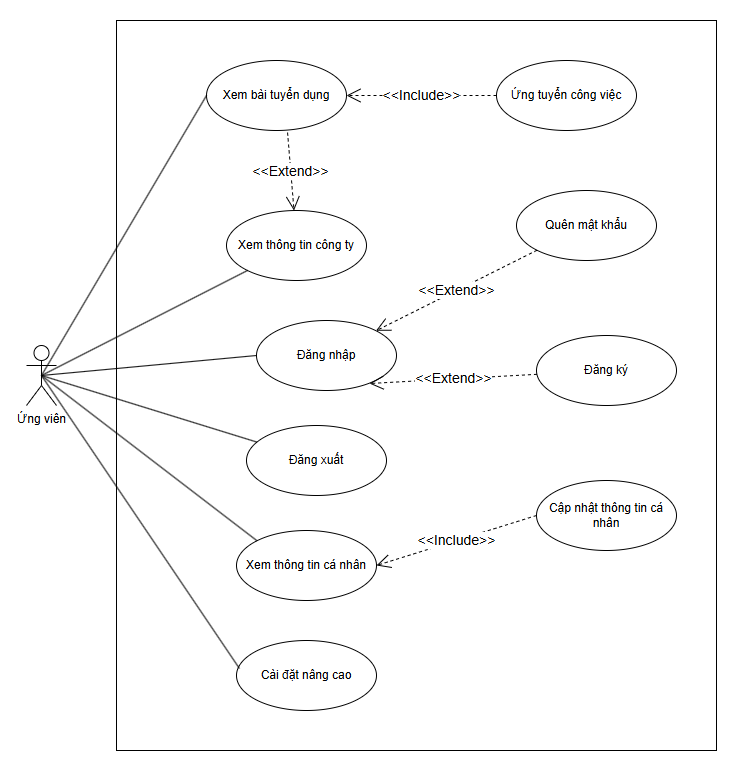 Xem bài tuyển dụng
<<Include>>
Ứng tuyển công việc
<<Extend>>
Xem thông tin công ty
Quên mật khẩu
<<Extend>>
Đăng nhập
<<Extend>>
Đăng ký
Ứng viên
Đăng xuất
Cập nhật thông tin cá
nhân
<<Include>>
Xem thông tin cá nhân
Cải đặt nâng cao